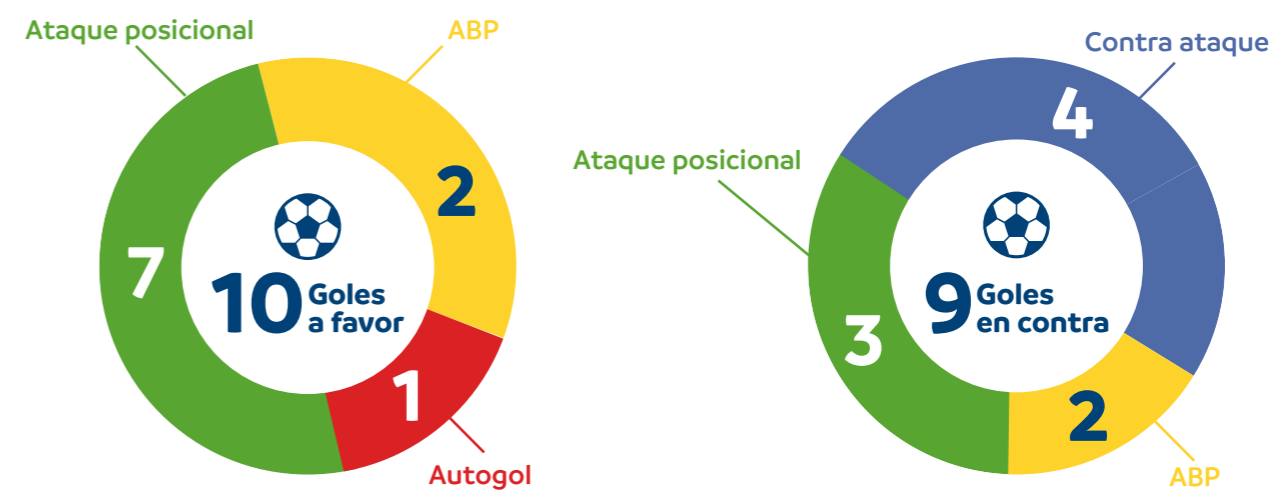 Ataque posicional
ABP
2
7
10 Goles
a favor
1
Autogol
Contra ataque
4
Ataque posicional
9 Goles
en contra
3
2
ABP